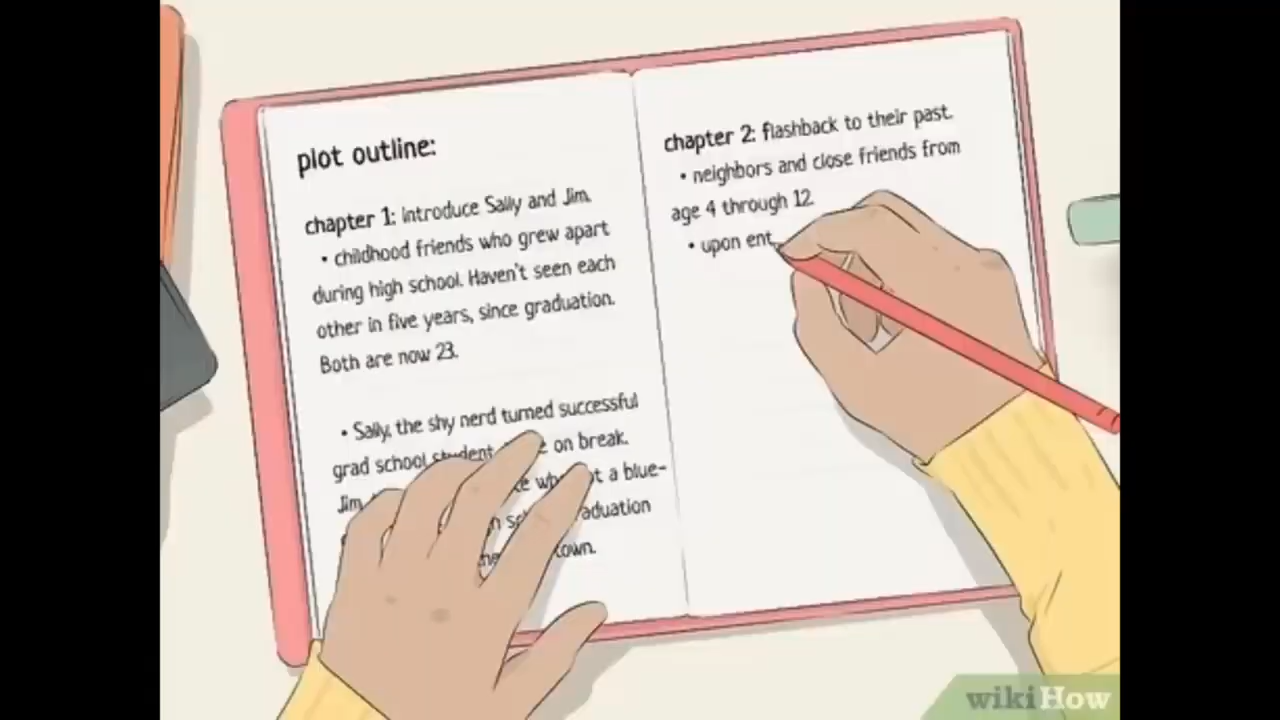 plot outline:
chapter 1: introduce Sally and Jim.
• childhood friends who grew apart
during high school. Haven't seen each
other in five years, since graduation.
Both are now 23.
• Sally, the shy nerd turned successful
grad school student on break.
Jim a blue-
town.
chapter 2: flashback to their past.
• neighbors and close friends from
age 4 through 12.
• upon ent
wikiHow